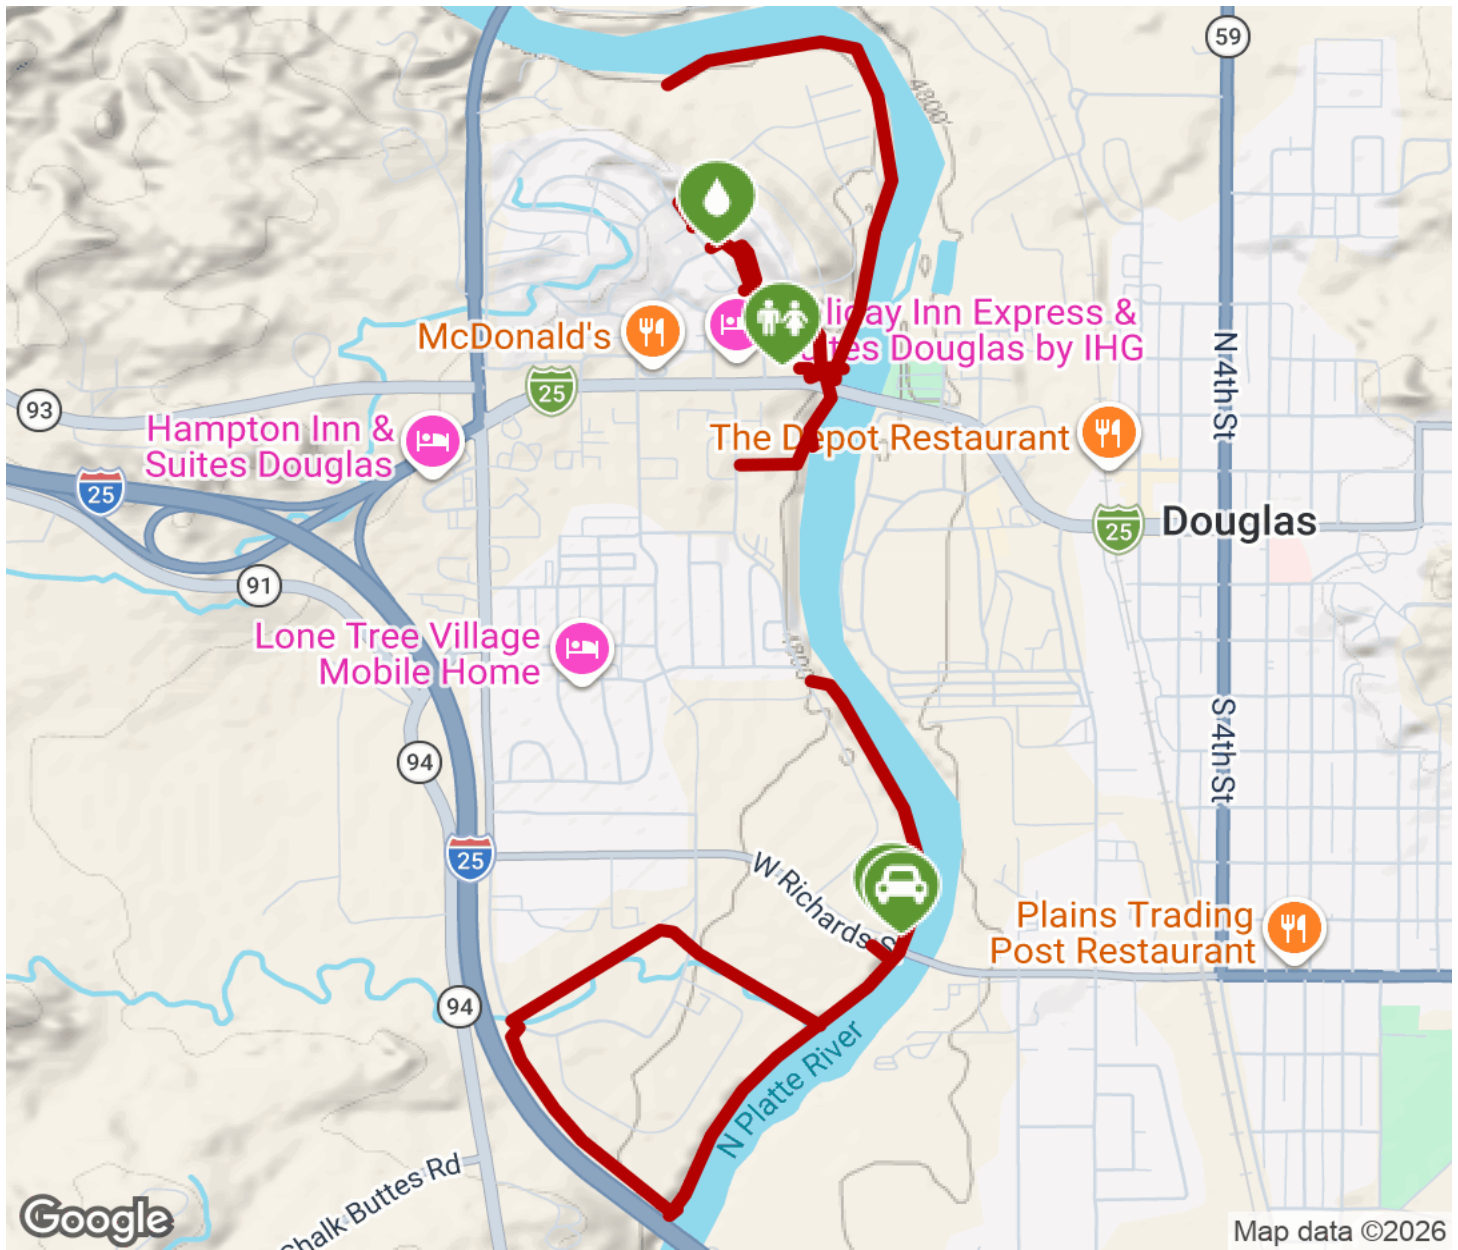 59
4800
McDonald's
liday Inn Express &
ites Douglas by IHG
25
93
Hampton Inn &
Suites Douglas
The Depot Restaurant
N 4th St
25
25
Douglas
91
Lone Tree Village
Mobile Home
4800
94
S 4th St
25
W Richards S
Plains Trading
Post Restaurant
94
N Platte River
Chalk Buttes Rd
Google
Map data ©2026